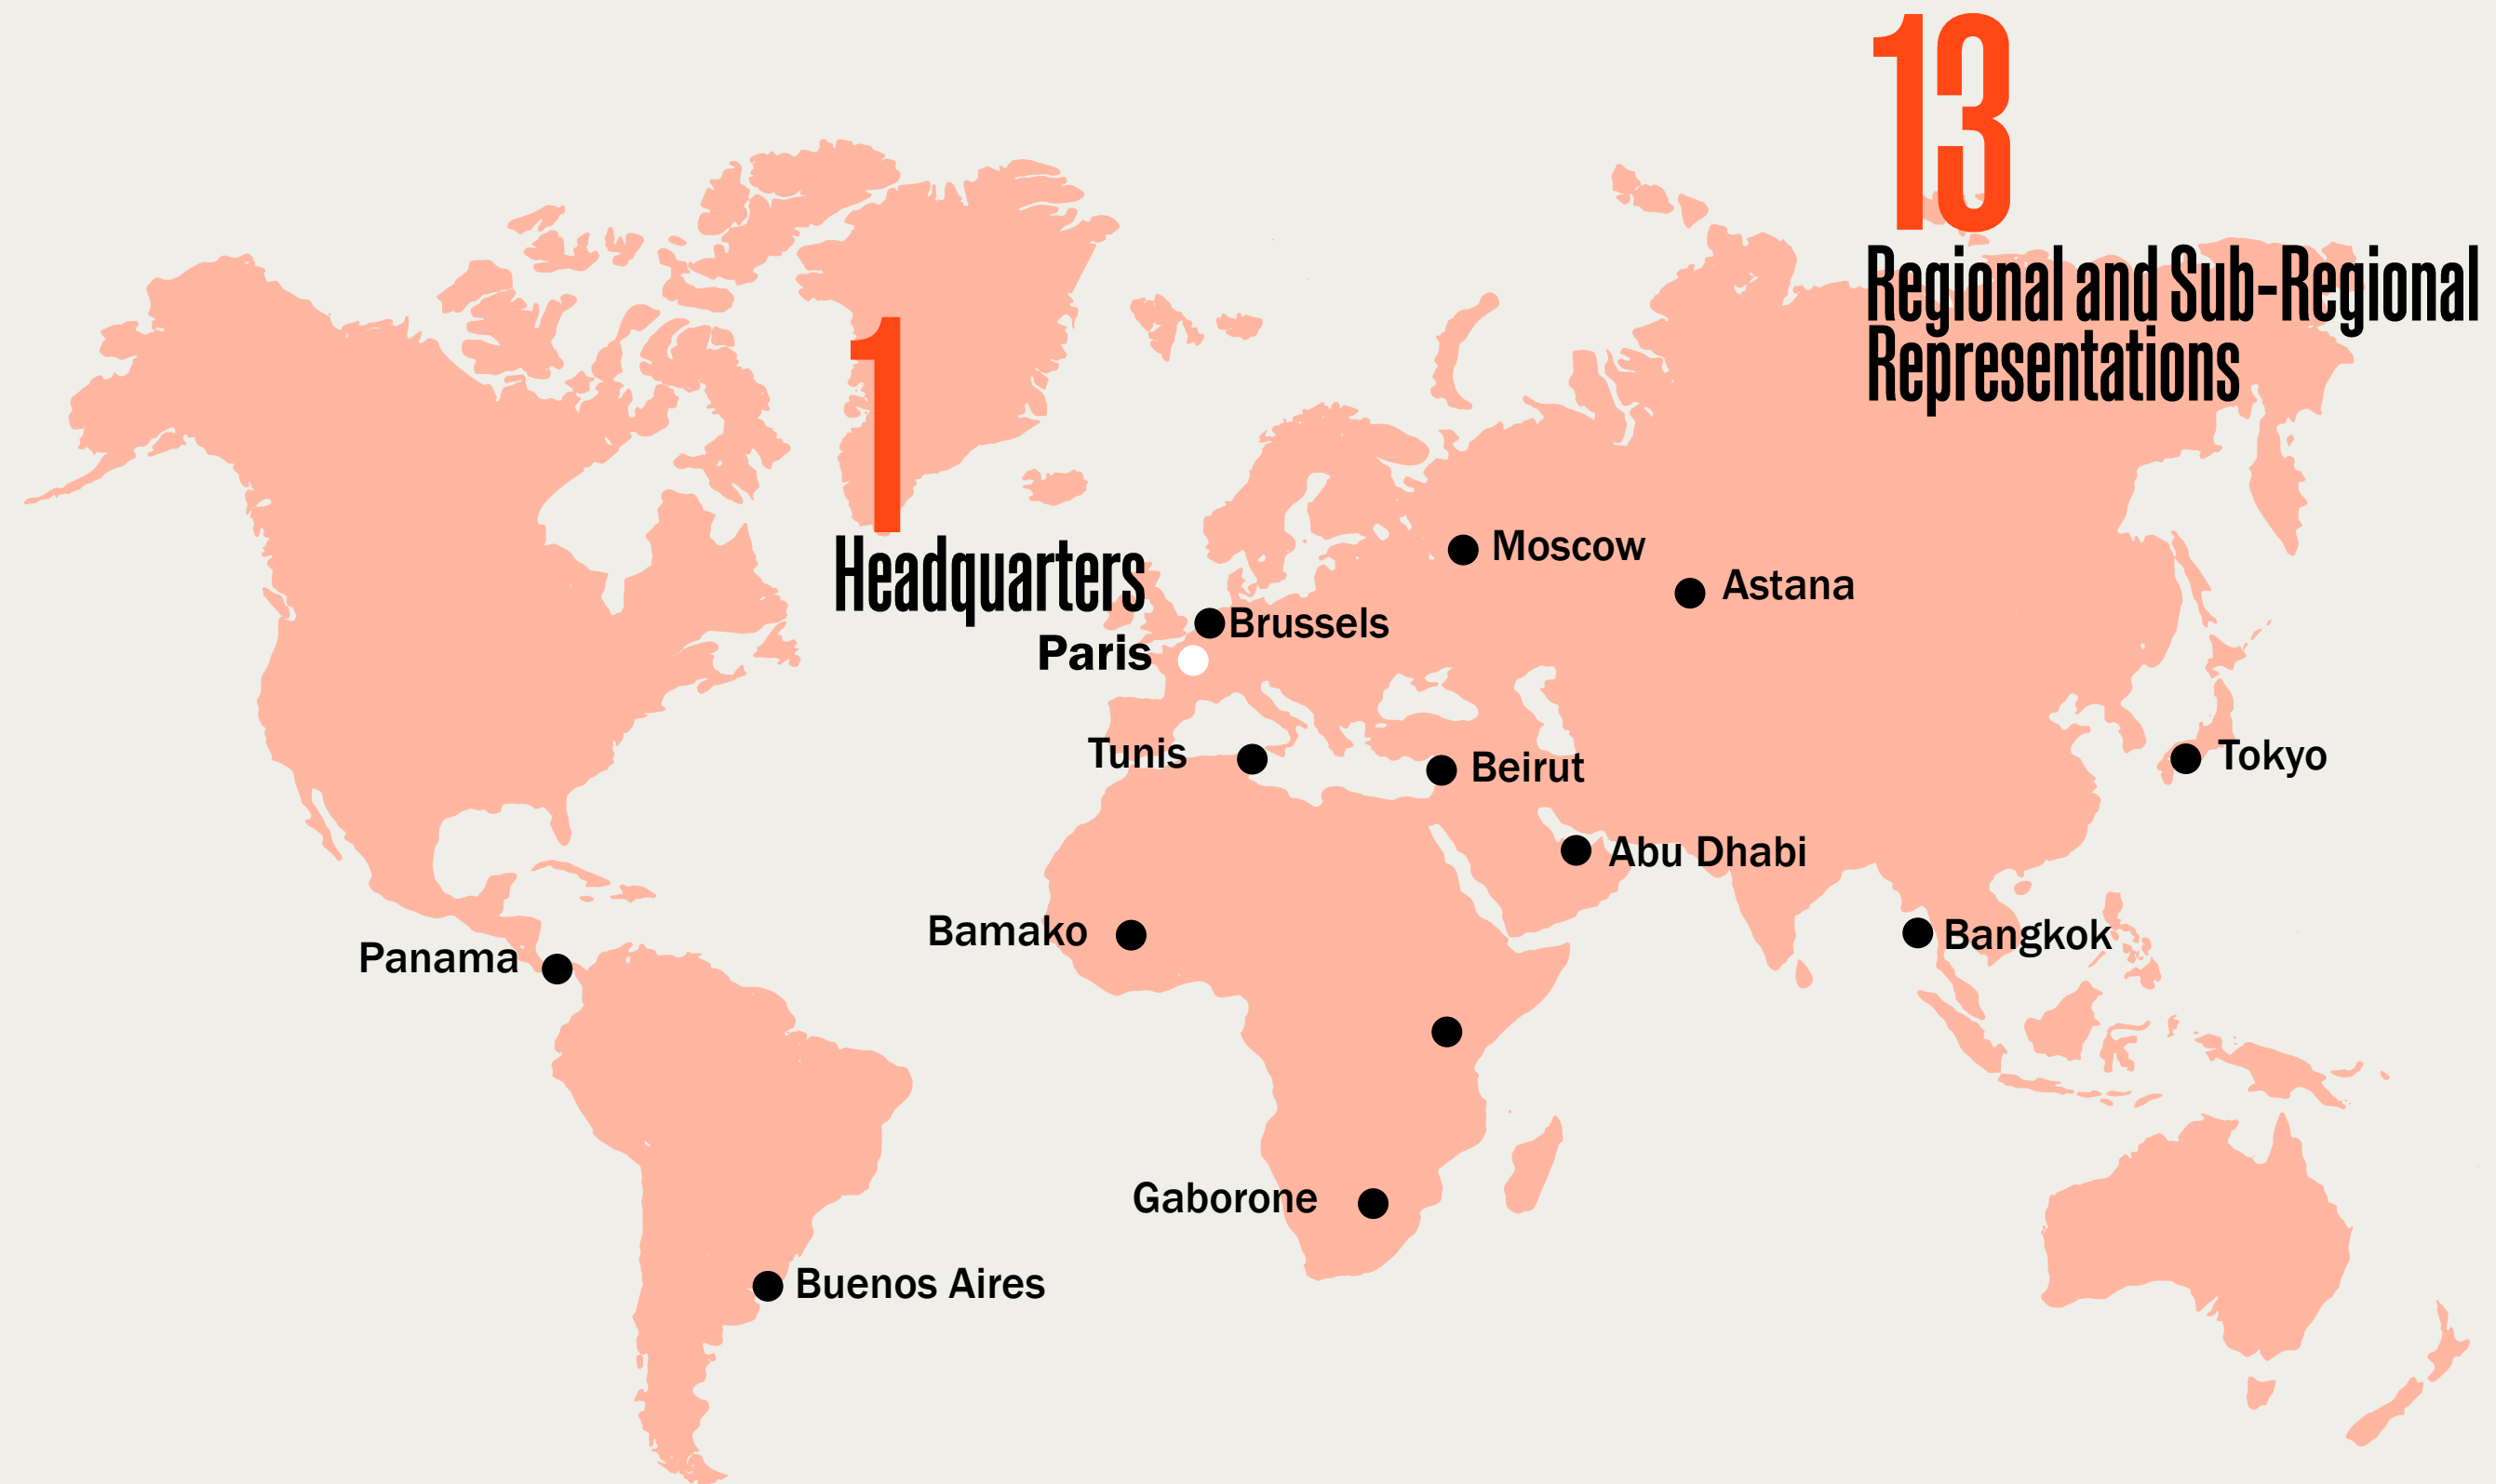 13
Regional and Sub-Regional
Representations
1
Headquarters
Moscow
Astana
Brussels
Paris
Tunis
Beirut
Tokyo
Abu Dhabi
Bamako
Bangkok
Panama
Gaborone
Buenos Aires